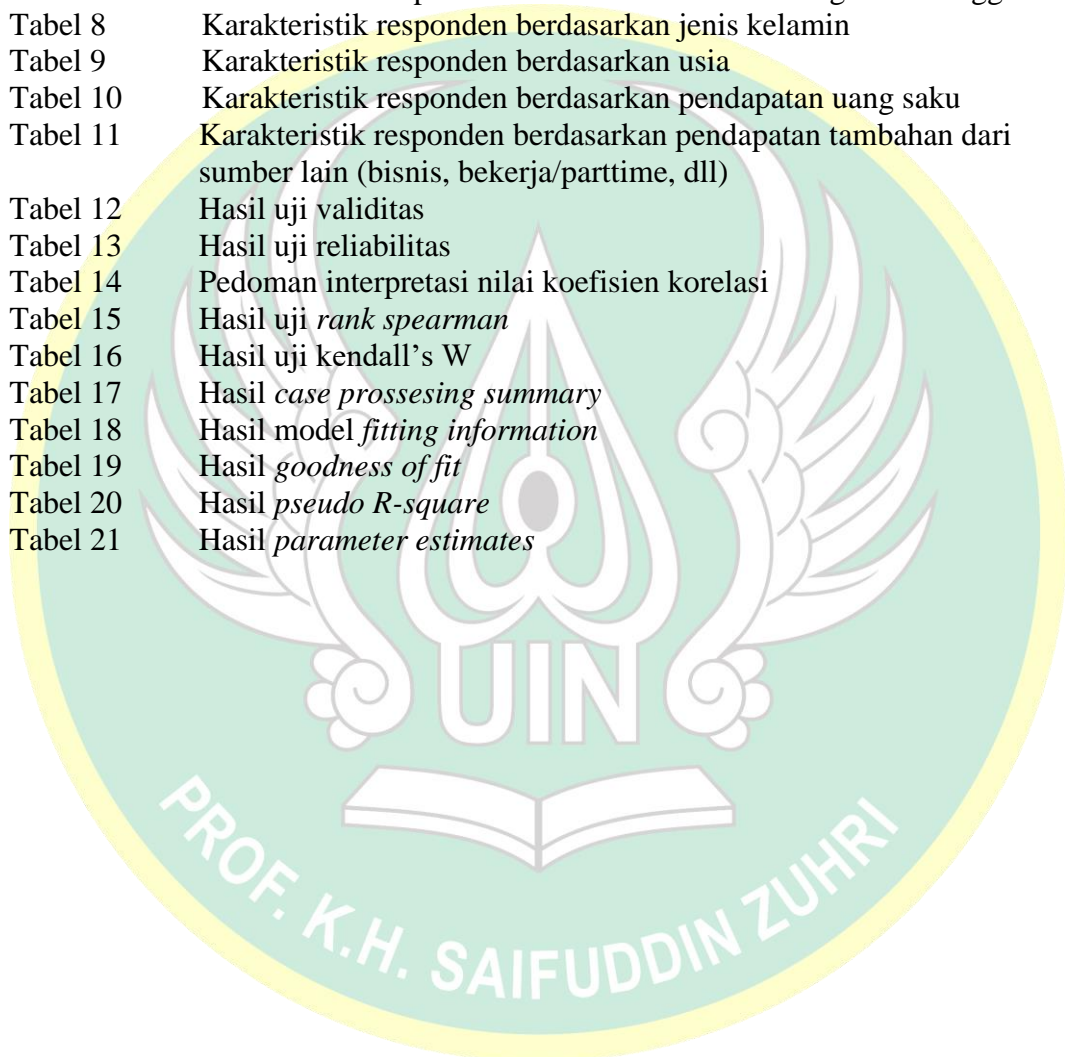 Tabel 8 Karakteristik responden berdasarkan jenis kelamin
Tabel 9 Karakteristik responden berdasarkan usia
Tabel 10 Karakteristik responden berdasarkan pendapatan uang saku
Tabel 11 Karakteristik responden berdasarkan pendapatan tambahan dari
sumber lain (bisnis, bekerja/parttime, dll)
Tabel 12 Hasil uji validitas
Tabel 13 Hasil uji reliabilitas
Tabel 14 Pedoman interpretasi nilai koefisien korelasi
Tabel 15 Hasil uji rank spearman
Tabel 16 Hasil uji kendall’s W
Tabel 17 Hasil case prossesing summary
Tabel 18 Hasil model fitting information
Tabel 19 Hasil goodness of fit
Tabel 20 Hasil pseudo R-square
Tabel 21 Hasil parameter estimates
UIN
PROF. K.H. SAIFUDDIN ZUHRI